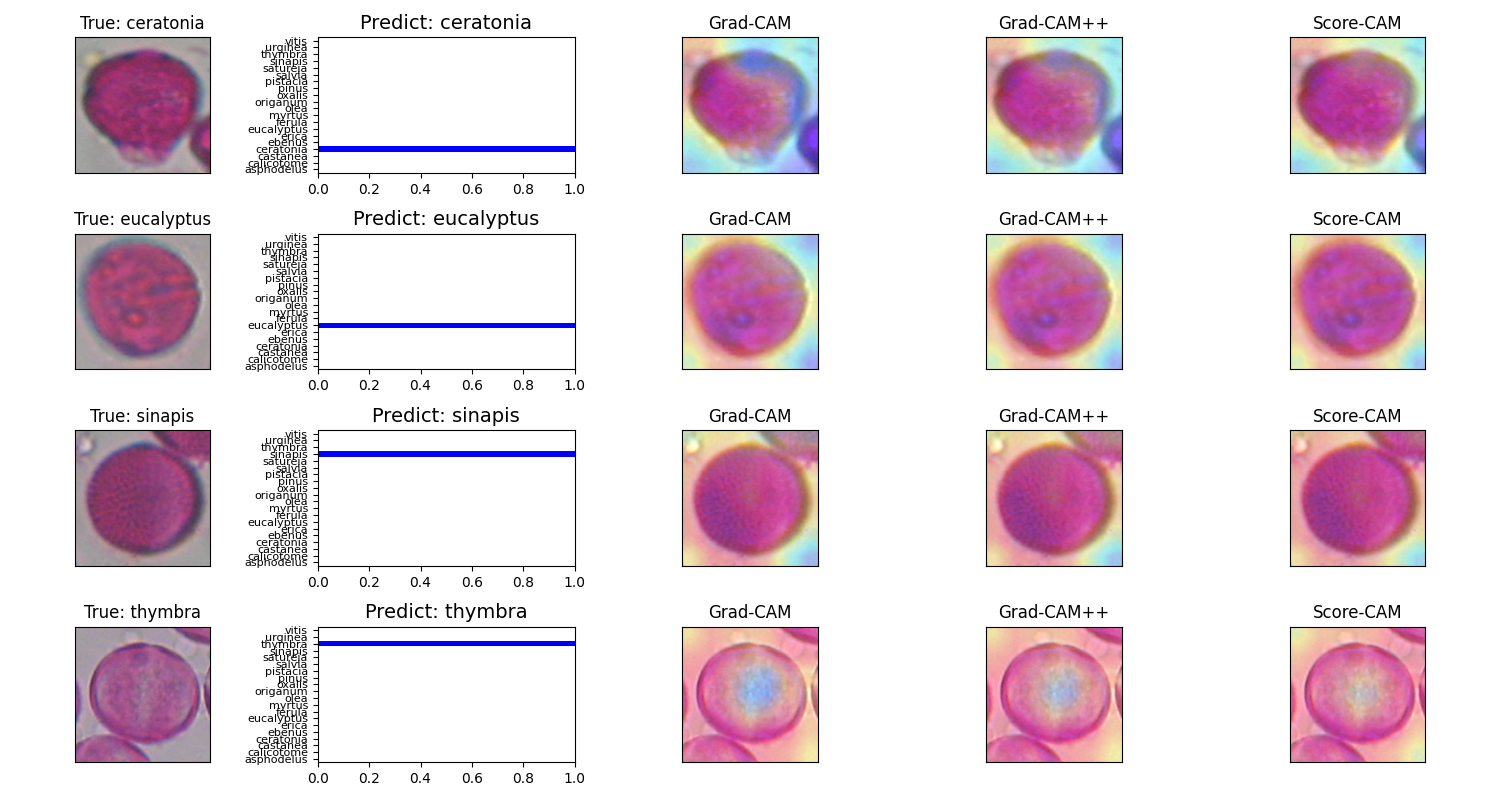 True: ceratonia Predict: ceratonia Grad-CAM Grad-CAM++ Score-CAM
vitis
urginea
thymbra
sinapis
satureja
salvia
pistacia
pinus
oxalis
origanum
olea
myrtus
ferula
eucalyptus
erica
ebenus
ceratonia
castanea
calicotome
asphodelus
0.0 0.2 0.4 0.6 0.8 1.0
True: eucalyptus Predict: eucalyptus Grad-CAM Grad-CAM++ Score-CAM
vitis
urginea
thymbra
sinapis
satureja
salvia
pistacia
pinus
oxalis
origanum
olea
myrtus
ferula
eucalyptus
erica
ebenus
ceratonia
castanea
calicotome
asphodelus
0.0 0.2 0.4 0.6 0.8 1.0
True: sinapis Predict: sinapis Grad-CAM Grad-CAM++ Score-CAM
vitis
urginea
thymbra
sinapis
satureja
salvia
pistacia
pinus
oxalis
origanum
olea
myrtus
ferula
eucalyptus
erica
ebenus
ceratonia
castanea
calicotome
asphodelus
0.0 0.2 0.4 0.6 0.8 1.0
True: thymbra Predict: thymbra Grad-CAM Grad-CAM++ Score-CAM
vitis
urginea
thymbra
sinapis
satureja
salvia
pistacia
pinus
oxalis
origanum
olea
myrtus
ferula
eucalyptus
erica
ebenus
ceratonia
castanea
calicotome
asphodelus
0.0 0.2 0.4 0.6 0.8 1.0